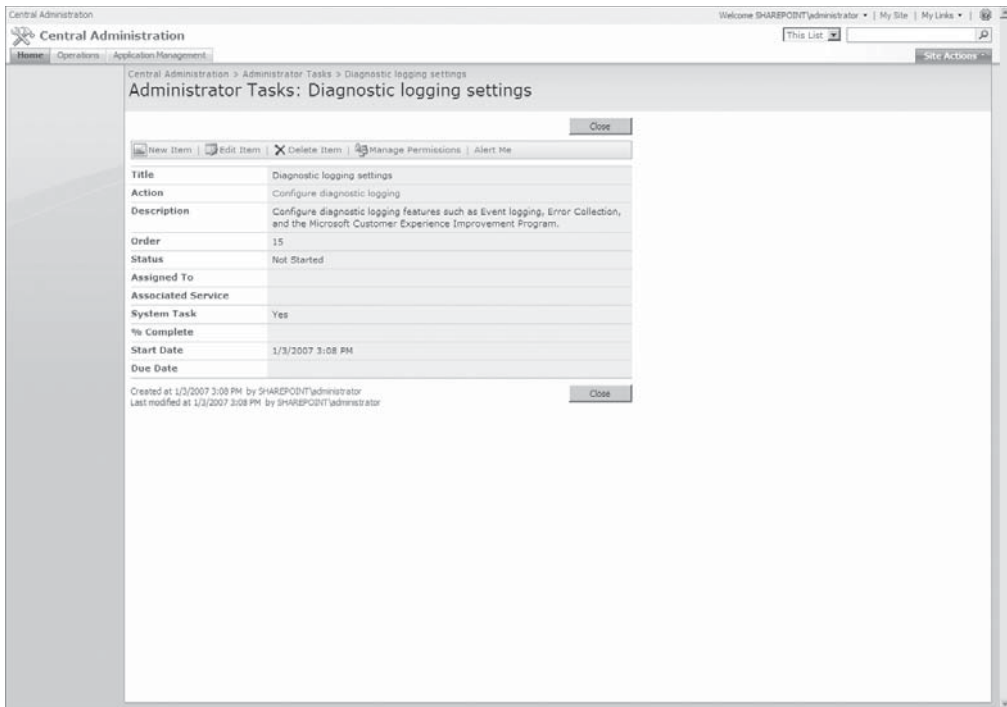 Central Administration
Welcome SHAREPOINT\administrator | My Site | My Links |
Central Administration
This List
Home Operations Application Management
Site Actions
Central Administration > Administrator Tasks > Diagnostic logging settings
Administrator Tasks: Diagnostic logging settings
Close
New Item | Edit Item | Delete Item | Manage Permissions | Alert Me
Title Diagnostic logging settings
Action Configure diagnostic logging
Description Configure diagnostic logging features such as Event logging, Error Collection,
and the Microsoft Customer Experience Improvement Program.
Order 15
Status Not Started
Assigned To
Associated Service
System Task Yes
% Complete
Start Date 1/3/2007 3:08 PM
Due Date
Created at 1/3/2007 3:08 PM by SHAREPOINT\administrator
Close
Last modified at 1/3/2007 3:08 PM by SHAREPOINT\administrator